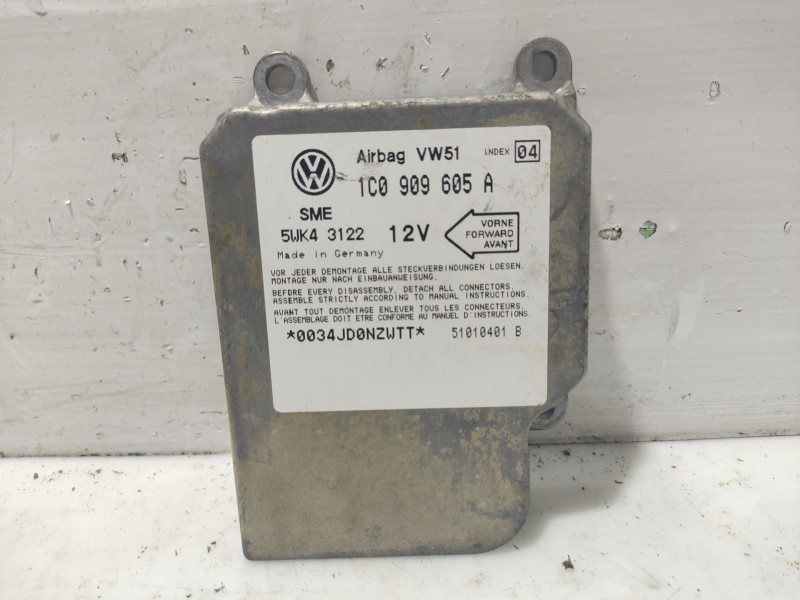 Airbag VW51 INDEX 04
1C0 909 605 A
SME
5WK4 3122 12V
VORNE
FORWARD
AVANT
Made in Germany
VOR JEDER DEMONTAGE ALLE STECKVERBINDUNGEN LOESEN.
MONTAGE NUR NACH EINBAUANWEISUNG.
BEFORE EVERY DISASSEMBLY, DETACH ALL CONNECTORS.
ASSEMBLE STRICTLY ACCORDING TO MANUAL INSTRUCTIONS.
AVANT TOUT DEMONTAGE ENLEVER TOUS LES CONNECTEURS.
L'ASSEMBLAGE DOIT ETRE CONFORME AU MANUEL D'INSTRUCTIONS.
*0034JD0NZWTT* 51010401 B